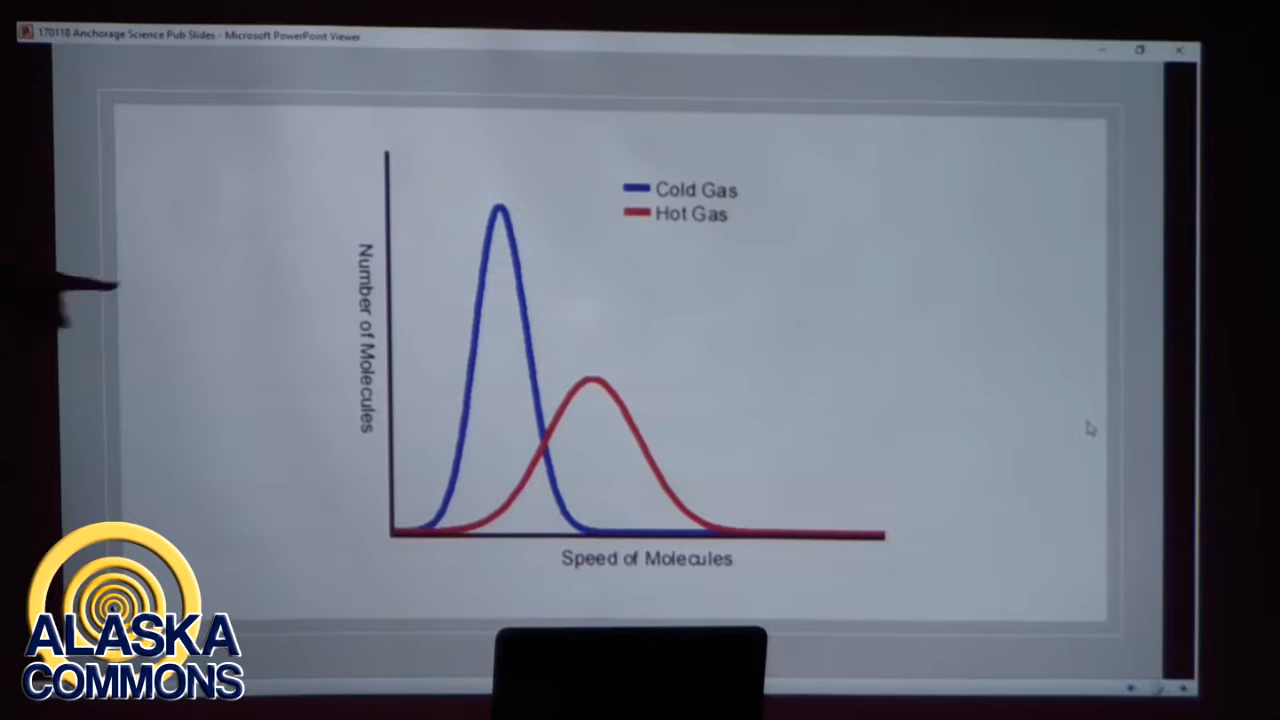 170118 Anchorage Science Pub Slides - Microsoft PowerPoint Viewer
Cold Gas
Hot Gas
Number of Molecules
Speed of Molecules
ALASKA
COMMONS